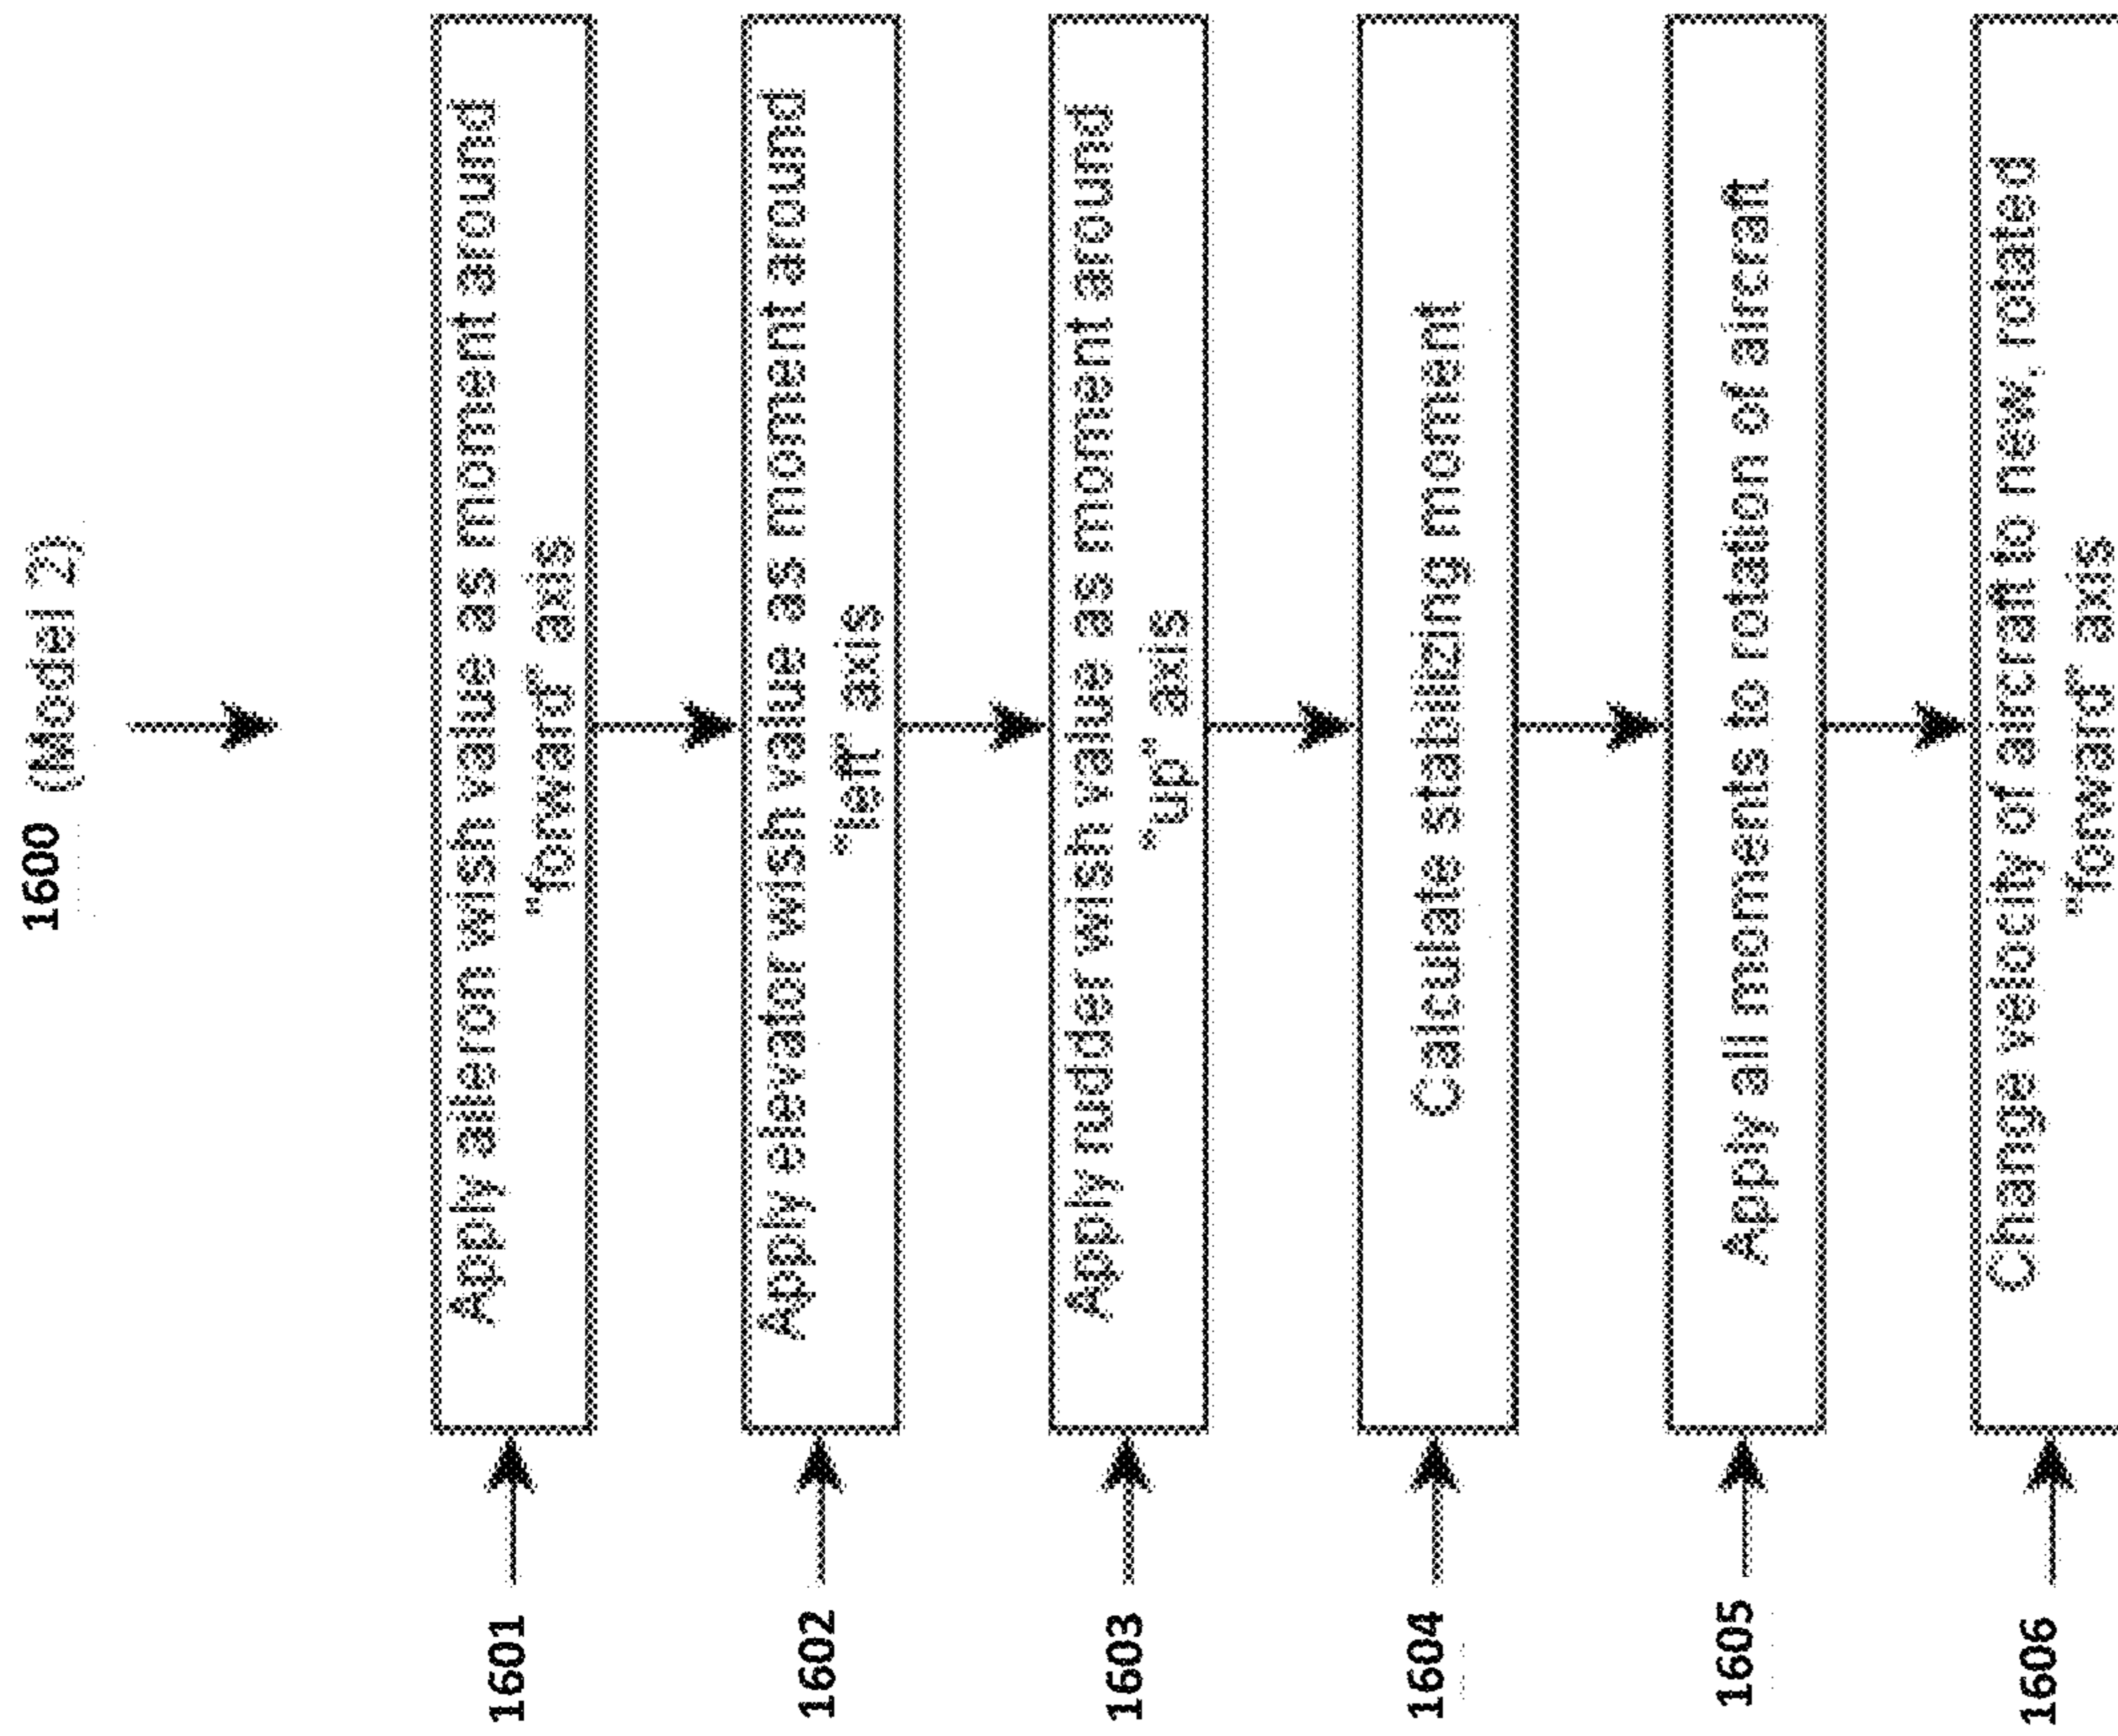 1600 (Model 2)
1601
Apply aileron wish value as moment around
"forward" axis
1602
Apply elevator wish value as moment around
"left" axis
1603
Apply rudder wish value as moment around
"up" axis
1604
Calculate stabilizing moment
1605
Apply all moments to rotation of aircraft
1606
Change velocity of aircraft to new, rotated
"forward" axis